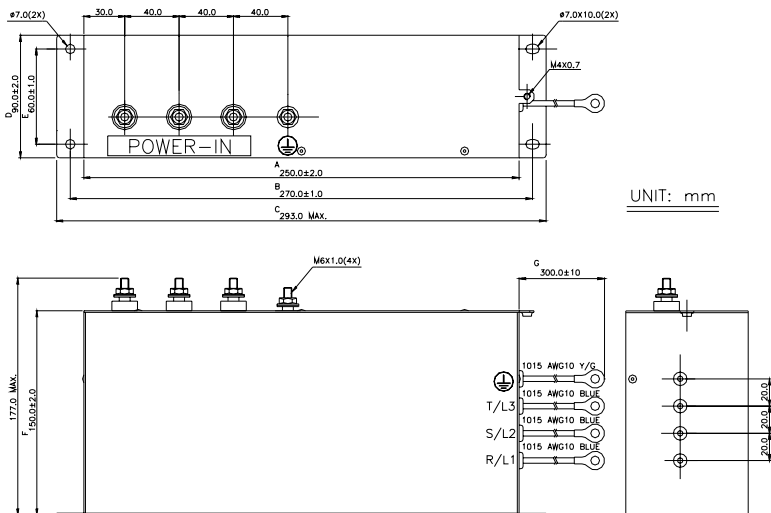 30.0 40.0 40.0 40.0
ø7.0(2X)
ø7.0X10.0(2X)
M4X0.7
D 90.0±2.0
E 60.0±1.0
POWER-IN
A
250.0±2.0
B
270.0±1.0
C
293.0 MAX.
UNIT: mm
M6X1.0(4X)
G
300.0±10
177.0 MAX.
F 150.0±2.0
1015 AWG10 Y/G
1015 AWG10 BLUE
T/L3
1015 AWG10 BLUE
S/L2
1015 AWG10 BLUE
R/L1
20.0
20.0
20.0